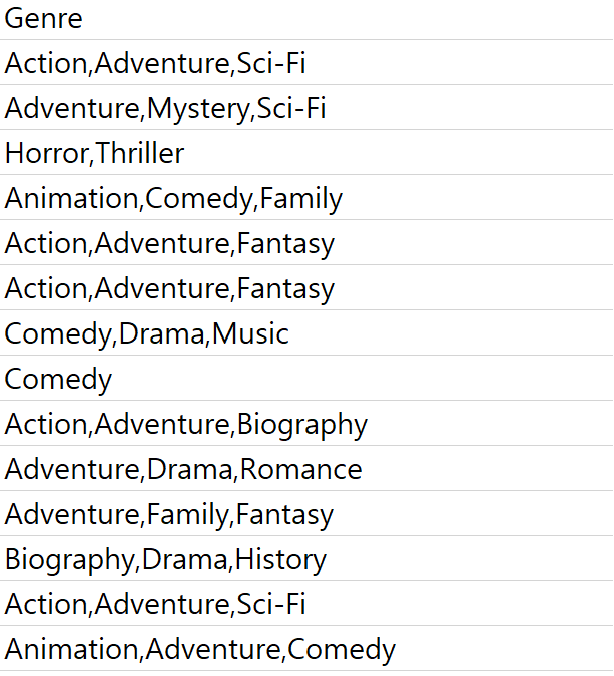 Genre
Action,Adventure,Sci-Fi
Adventure,Mystery,Sci-Fi
Horror,Thriller
Animation,Comedy,Family
Action,Adventure,Fantasy
Action,Adventure,Fantasy
Comedy,Drama,Music
Comedy
Action,Adventure,Biography
Adventure,Drama,Romance
Adventure,Family,Fantasy
Biography,Drama,History
Action,Adventure,Sci-Fi
Animation,Adventure,Comedy